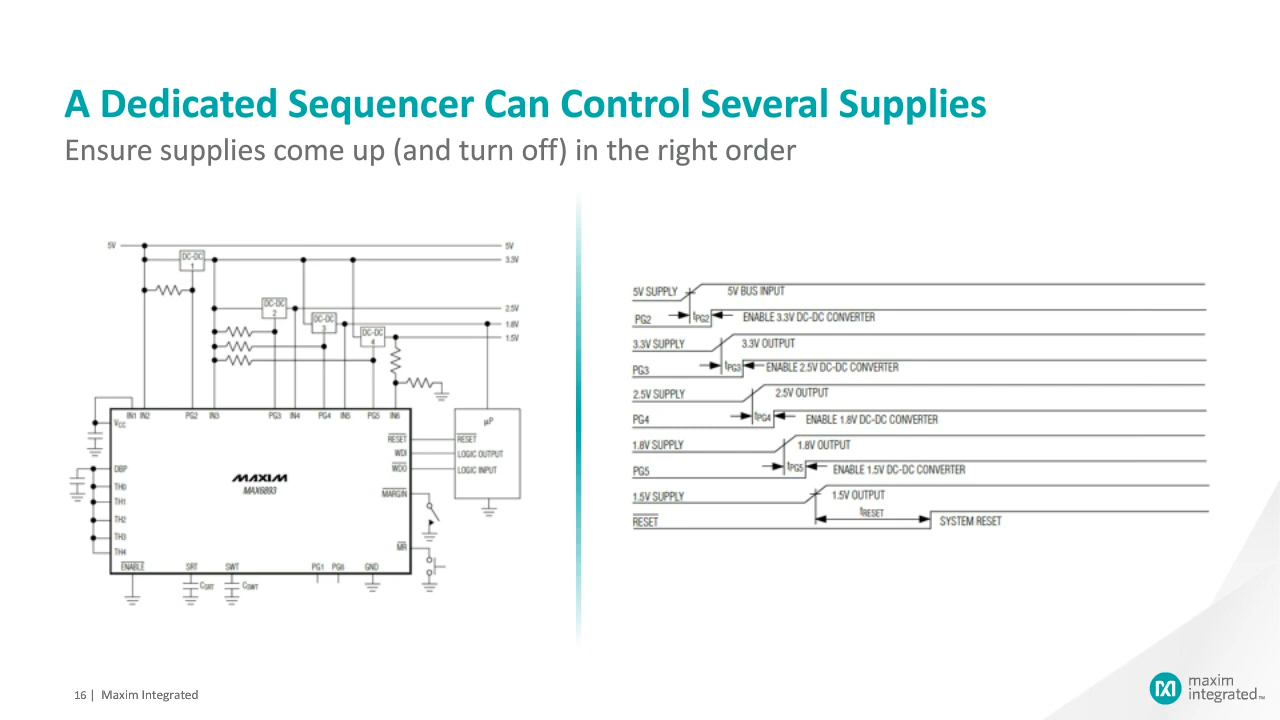 A Dedicated Sequencer Can Control Several Supplies
Ensure supplies come up (and turn off) in the right order
5V
5V
DC-DC
1
3.3V
DC-DC
2
2.5V
DC-DC
3
1.8V
DC-DC
4
1.5V
IN1 IN2 PG2 IN3 PG3 IN4 PG4 IN5 PG5 IN6
VCC
DBP
TH0
TH1
TH2
TH3
TH4
MAXIM
MAX6893
RESET
WDI
WDO
MARGIN
MR
µP
RESET
LOGIC OUTPUT
LOGIC INPUT
ENABLE SRT SWT PG1 PG6 GND
CSRT
CSWT
5V SUPPLY 5V BUS INPUT
PG2 tPG2 ENABLE 3.3V DC-DC CONVERTER
3.3V SUPPLY 3.3V OUTPUT
PG3 tPG3 ENABLE 2.5V DC-DC CONVERTER
2.5V SUPPLY 2.5V OUTPUT
PG4 tPG4 ENABLE 1.8V DC-DC CONVERTER
1.8V SUPPLY 1.8V OUTPUT
PG5 tPG5 ENABLE 1.5V DC-DC CONVERTER
1.5V SUPPLY 1.5V OUTPUT
RESET tRESET SYSTEM RESET
16 | Maxim Integrated
maxim
integrated™